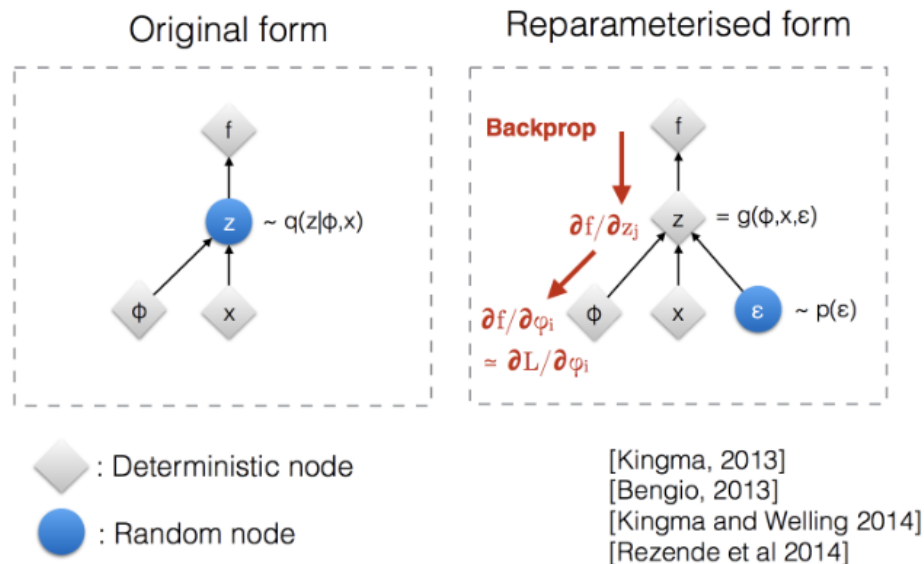 Original form
f
z ~ q(z|ϕ,x)
ϕ x
Reparameterised form
Backprop f
∂f/∂zⱼ z = g(ϕ,x,ε)
∂f/∂φᵢ ϕ x ε ~ p(ε)
≃ ∂L/∂φᵢ
: Deterministic node
: Random node
[Kingma, 2013]
[Bengio, 2013]
[Kingma and Welling 2014]
[Rezende et al 2014]